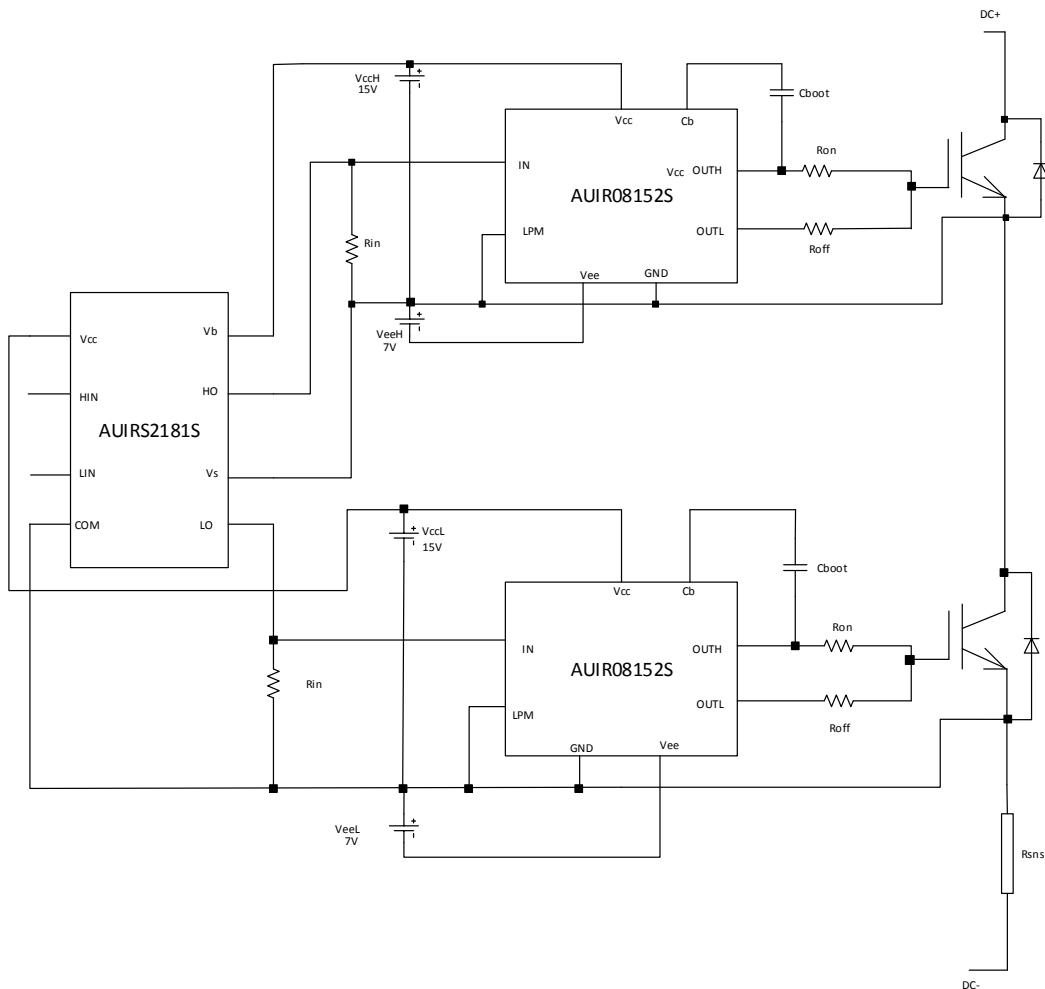 DC+
VccH
15V
Cboot
Vcc
Cb
Ron
IN
Vcc
OUTH
AUIR08152S
Rin
LPM
OUTL
Roff
Vee
GND
VeeH
7V
Vcc
Vb
HIN
HO
AUIRS2181S
LIN
Vs
COM
LO
VccL
15V
Cboot
Vcc
Cb
Ron
IN
OUTH
AUIR08152S
Rin
LPM
OUTL
Roff
GND
Vee
VeeL
7V
Rsns
DC-